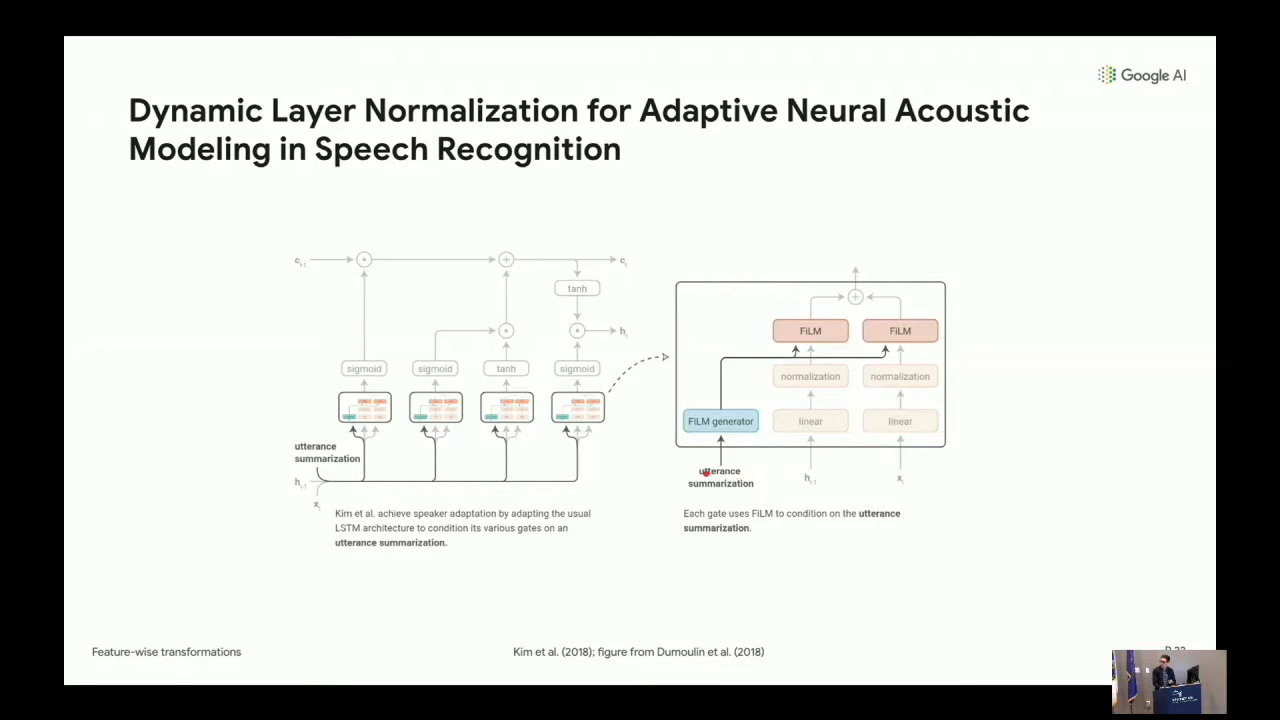 Google AI
Dynamic Layer Normalization for Adaptive Neural Acoustic
Modeling in Speech Recognition
c t-1
c t
tanh
h t
sigmoid
sigmoid
tanh
sigmoid
utterance
summarization
h t-1
x t
Kim et al. achieve speaker adaptation by adapting the usual
LSTM architecture to condition its various gates on an
utterance summarization.
FiLM
FiLM
normalization
normalization
FiLM generator
linear
linear
utterance
summarization
h t-1
x t
Each gate uses FiLM to condition on the utterance
summarization.
Feature-wise transformations
Kim et al. (2018); figure from Dumoulin et al. (2018)